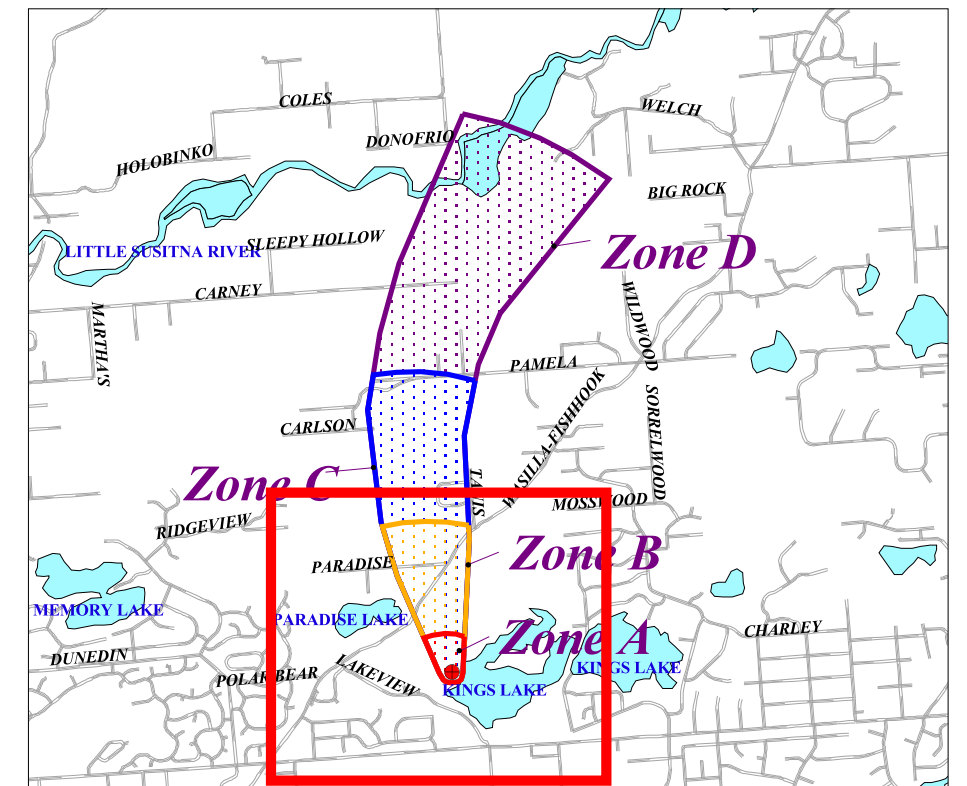 COLES
WELCH
DONOFRIO
HOLOBINKO
BIG ROCK
SLEEPY HOLLOW
LITTLE SUSITNA RIVER
Zone D
CARNEY
WILDWOOD
MARTHA'S
PAMELA
WASILLA-FISHHOOK
SORRELWOOD
CARLSON
Zone C
TAVIS
MOSSWOOD
RIDGEVIEW
Zone B
PARADISE
MEMORY LAKE
PARADISE LAKE
Zone A
CHARLEY
DUNEDIN
KINGS LAKE
POLAR BEAR
LAKEVIEW
KINGS LAKE